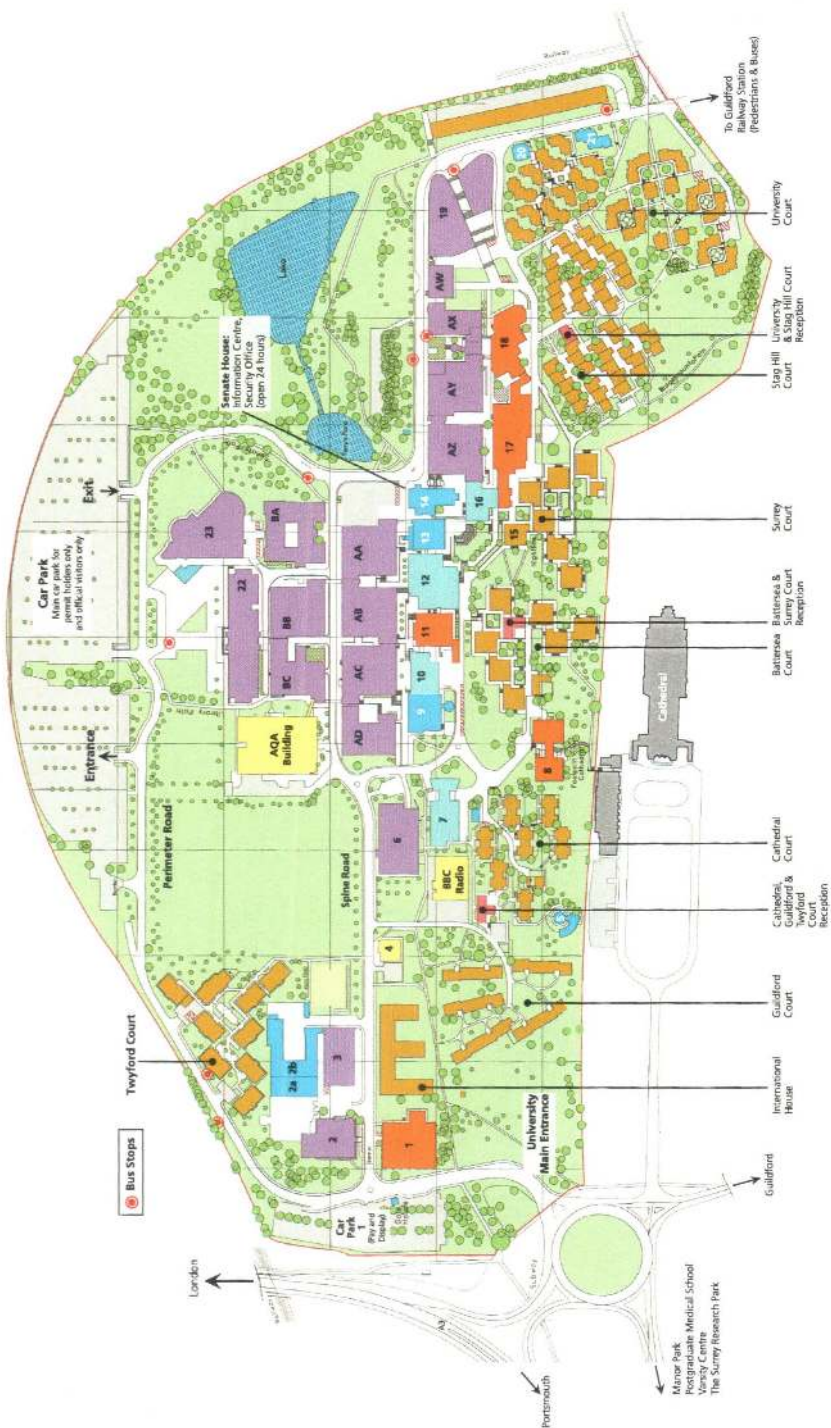 To Guildford
Railway Station
(Pedestrians & Buses)
University
Court
University
& Stag Hill Court
Reception
Stag Hill
Court
Surrey
Court
Battersea &
Surrey Court
Reception
Battersea
Court
Cathedral
Court
Cathedral,
Guildford &
Twyford
Court
Reception
Guildford
Court
International
House
Guildford
Manor Park
Postgraduate Medical School
Varsity Centre
The Surrey Research Park
Portsmouth
London
A3
Subway
Bus Stops
Twyford Court
Car
Park
1
(Pay and
Display)
University
Main Entrance
Perimeter Road
Spine Road
Entrance
Exit
Car Park
Main car park for
permit holders only
and official visitors only
Senate House:
Information Centre,
Security Office
(open 24 hours)
Lake
AQA
Building
BBC
Radio
Cathedral
1
2
2a 2b
3
4
6
7
8
9
10
11
12
13
14
15
16
17
18
19
20
21
22
23
AA
AB
AC
AD
AW
AX
AY
AZ
BA
BB
BC